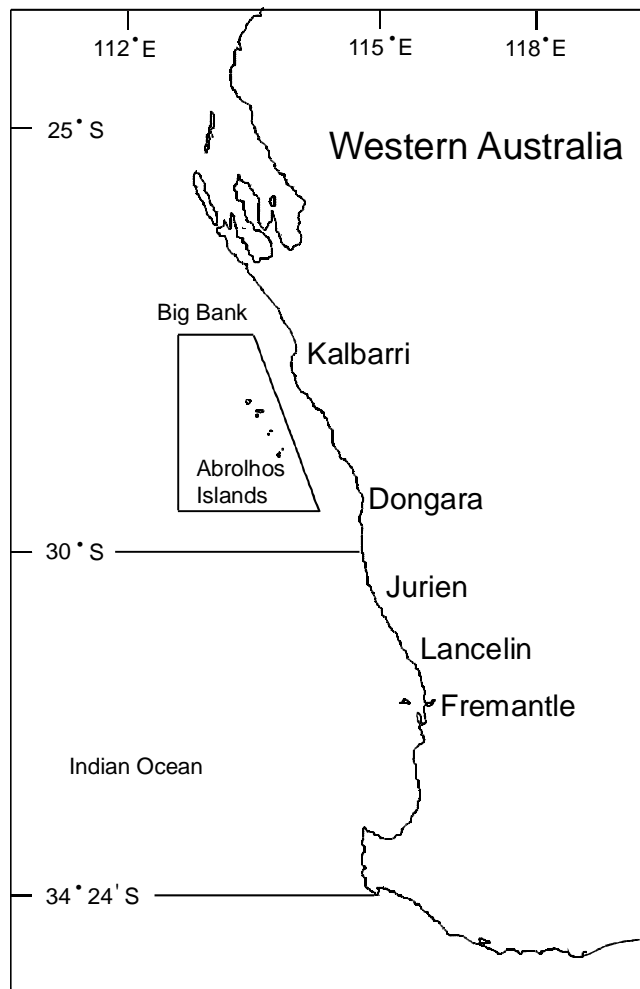 112°E 115°E 118°E
25°S
Western Australia
Big Bank
Kalbarri
Abrolhos
Islands
Dongara
30°S
Jurien
Lancelin
Fremantle
Indian Ocean
34°24'S